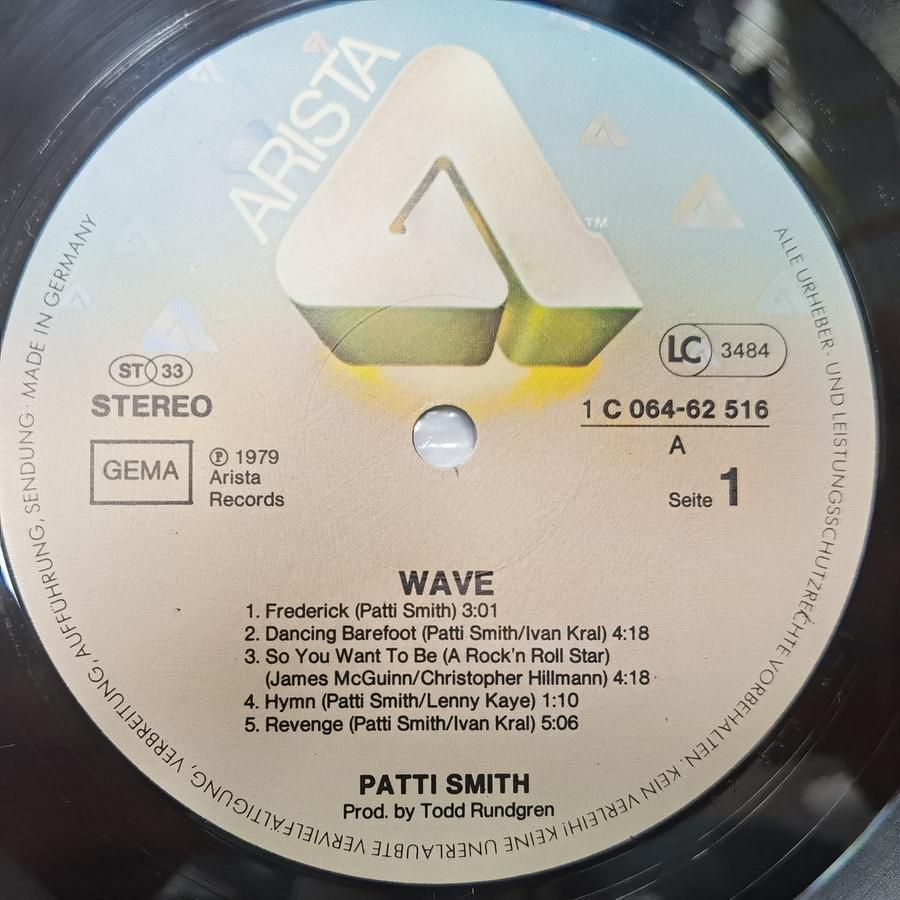 ARISTA
TM
ALLE URHEBER- UND LEISTUNGSSCHUTZRECHTE VORBEHALTEN. KEIN VERLEIH! KEINE UNERLAUBTE VERVIELFÄLTIGUNG, VERBREITUNG, AUFFÜHRUNG, SENDUNG · MADE IN GERMANY
ST 33
STEREO
GEMA
Ⓟ 1979
Arista
Records
LC 3484
1 C 064-62 516
A
Seite 1
WAVE
1. Frederick (Patti Smith) 3:01
2. Dancing Barefoot (Patti Smith/Ivan Kral) 4:18
3. So You Want To Be (A Rock'n Roll Star)
(James McGuinn/Christopher Hillmann) 4:18
4. Hymn (Patti Smith/Lenny Kaye) 1:10
5. Revenge (Patti Smith/Ivan Kral) 5:06
PATTI SMITH
Prod. by Todd Rundgren